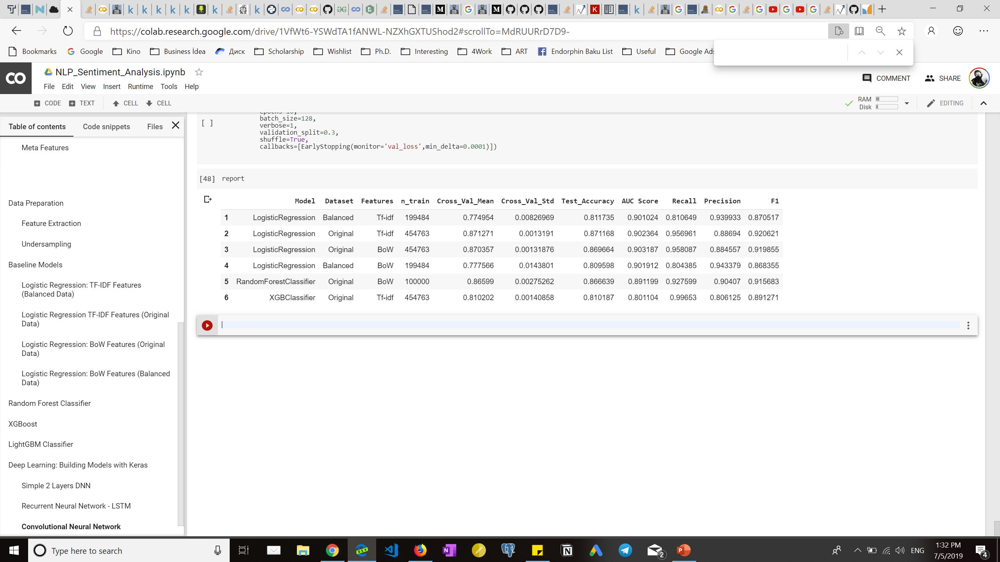 https://colab.research.google.com/drive/1VfWt6-YSWdTA1fANWL-NZXhGXTUShod2#scrollTo=MdRUURrD7D9-
Bookmarks Google Kino Business İdea Диск Scholarship Wishlist Ph.D. Interesting 4Work ART Endorphin Baku List Useful Google Ads
CO NLP_Sentiment_Analysis.ipynb
COMMENT SHARE
File Edit View Insert Runtime Tools Help
CODE TEXT CELL CELL
RAM
Disk
EDITING
Table of contents Code snippets Files
Meta Features
Data Preparation
Feature Extraction
Undersampling
Baseline Models
Logistic Regression: TF-IDF Features
(Balanced Data)
Logistic Regression TF-IDF Features (Original
Data)
Logistic Regression: BoW Features (Original
Data)
Logistic Regression: BoW Features (Balanced
Data)
Random Forest Classifier
XGBoost
LightGBM Classifier
Deep Learning: Building Models with Keras
Simple 2 Layers DNN
Recurrent Neural Network - LSTM
Convolutional Neural Network
[ ]
batch_size=128,
verbose=1,
validation_split=0.3,
shuffle=True,
callbacks=[EarlyStopping(monitor='val_loss',min_delta=0.0001)])
[48] report
Model Dataset Features n_train Cross_Val_Mean Cross_Val_Std Test_Accuracy AUC Score Recall Precision F1
1 LogisticRegression Balanced Tf-idf 199484 0.774954 0.00826969 0.811735 0.901024 0.810649 0.939933 0.870517
2 LogisticRegression Original Tf-idf 454763 0.871271 0.0013191 0.871168 0.902364 0.956961 0.88694 0.920621
3 LogisticRegression Original BoW 454763 0.870357 0.00131876 0.869664 0.903187 0.958087 0.884557 0.919855
4 LogisticRegression Balanced BoW 199484 0.777566 0.0143801 0.809598 0.901912 0.804385 0.943379 0.868355
5 RandomForestClassifier Original BoW 100000 0.86599 0.00275262 0.866639 0.891199 0.927599 0.90407 0.915683
6 XGBClassifier Original Tf-idf 454763 0.810202 0.00140858 0.810187 0.801104 0.99653 0.806125 0.891271
Type here to search
DEV
2
ENG
1:32 PM
7/5/2019
4